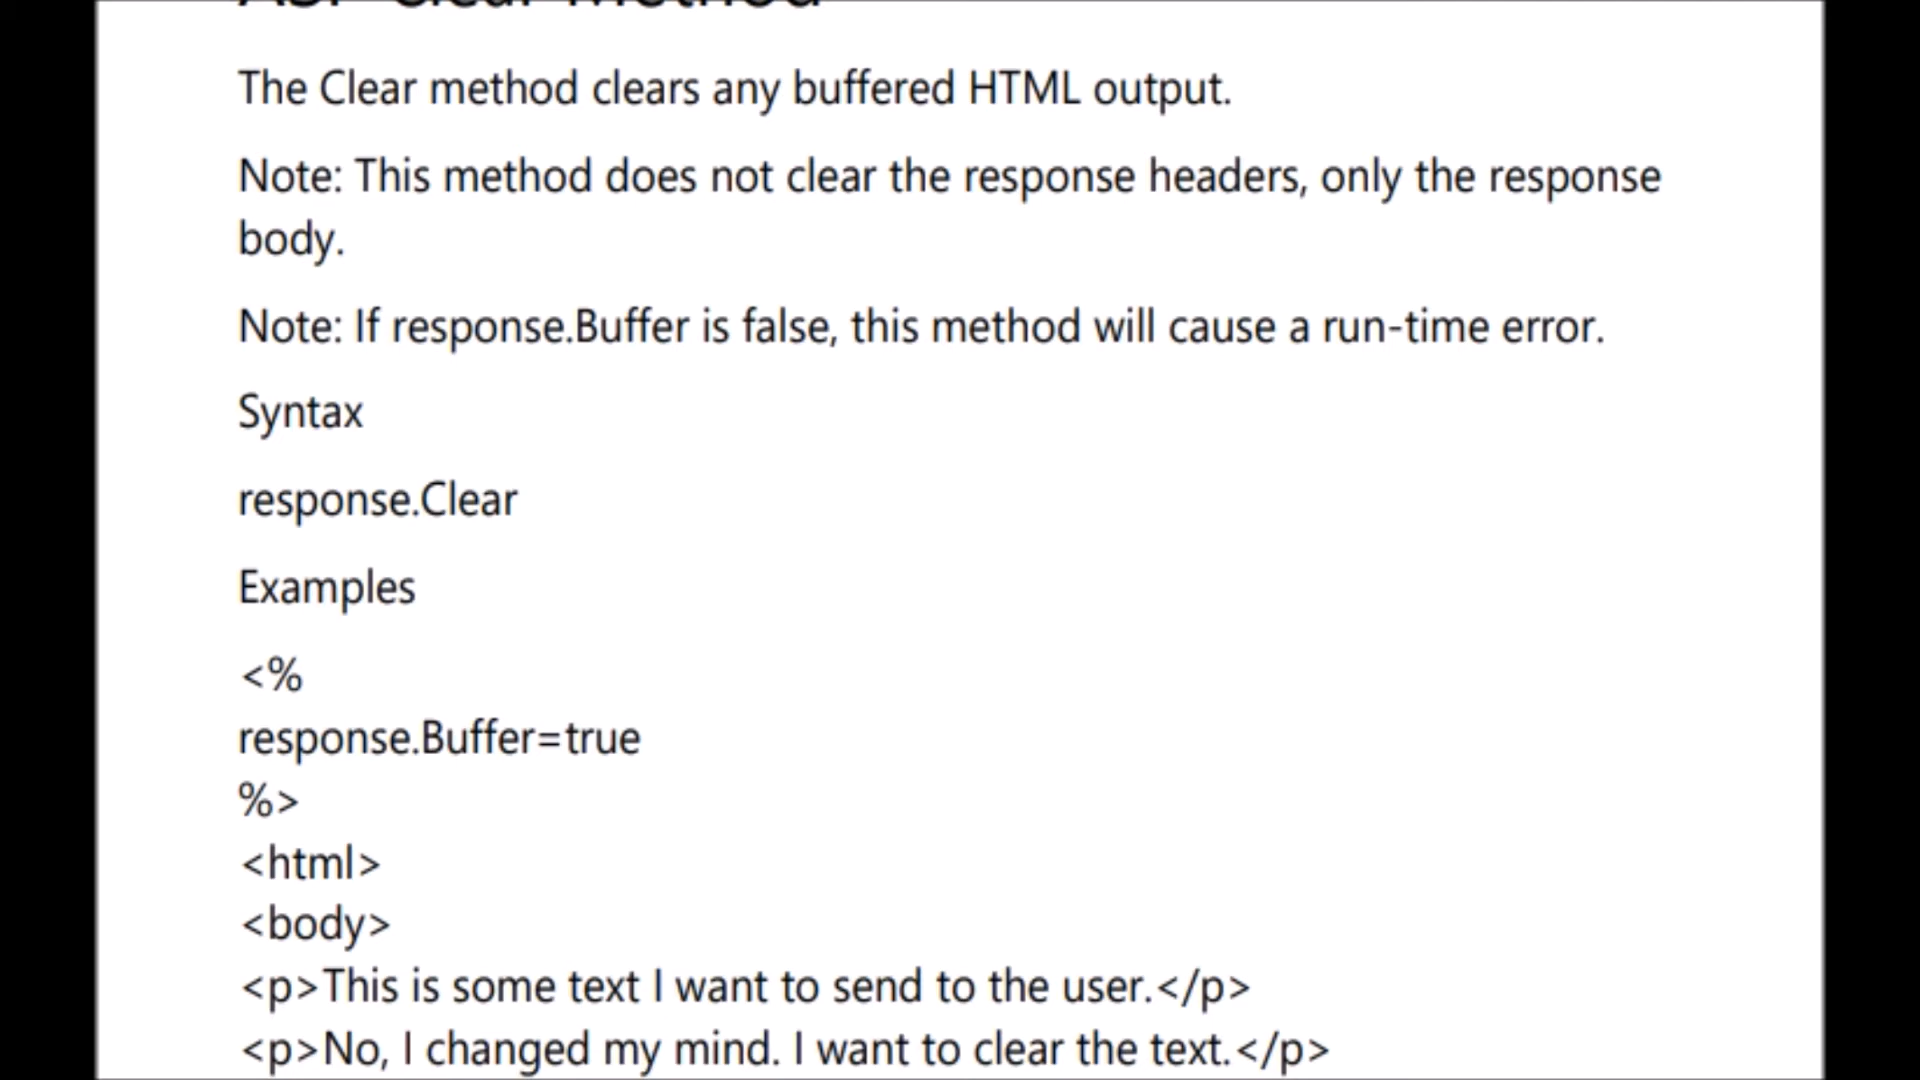 ASP Clear Method
The Clear method clears any buffered HTML output.
Note: This method does not clear the response headers, only the response
body.
Note: If response.Buffer is false, this method will cause a run-time error.
Syntax
response.Clear
Examples
<%
response.Buffer=true
%>
<html>
<body>
<p>This is some text I want to send to the user.</p>
<p>No, I changed my mind. I want to clear the text.</p>